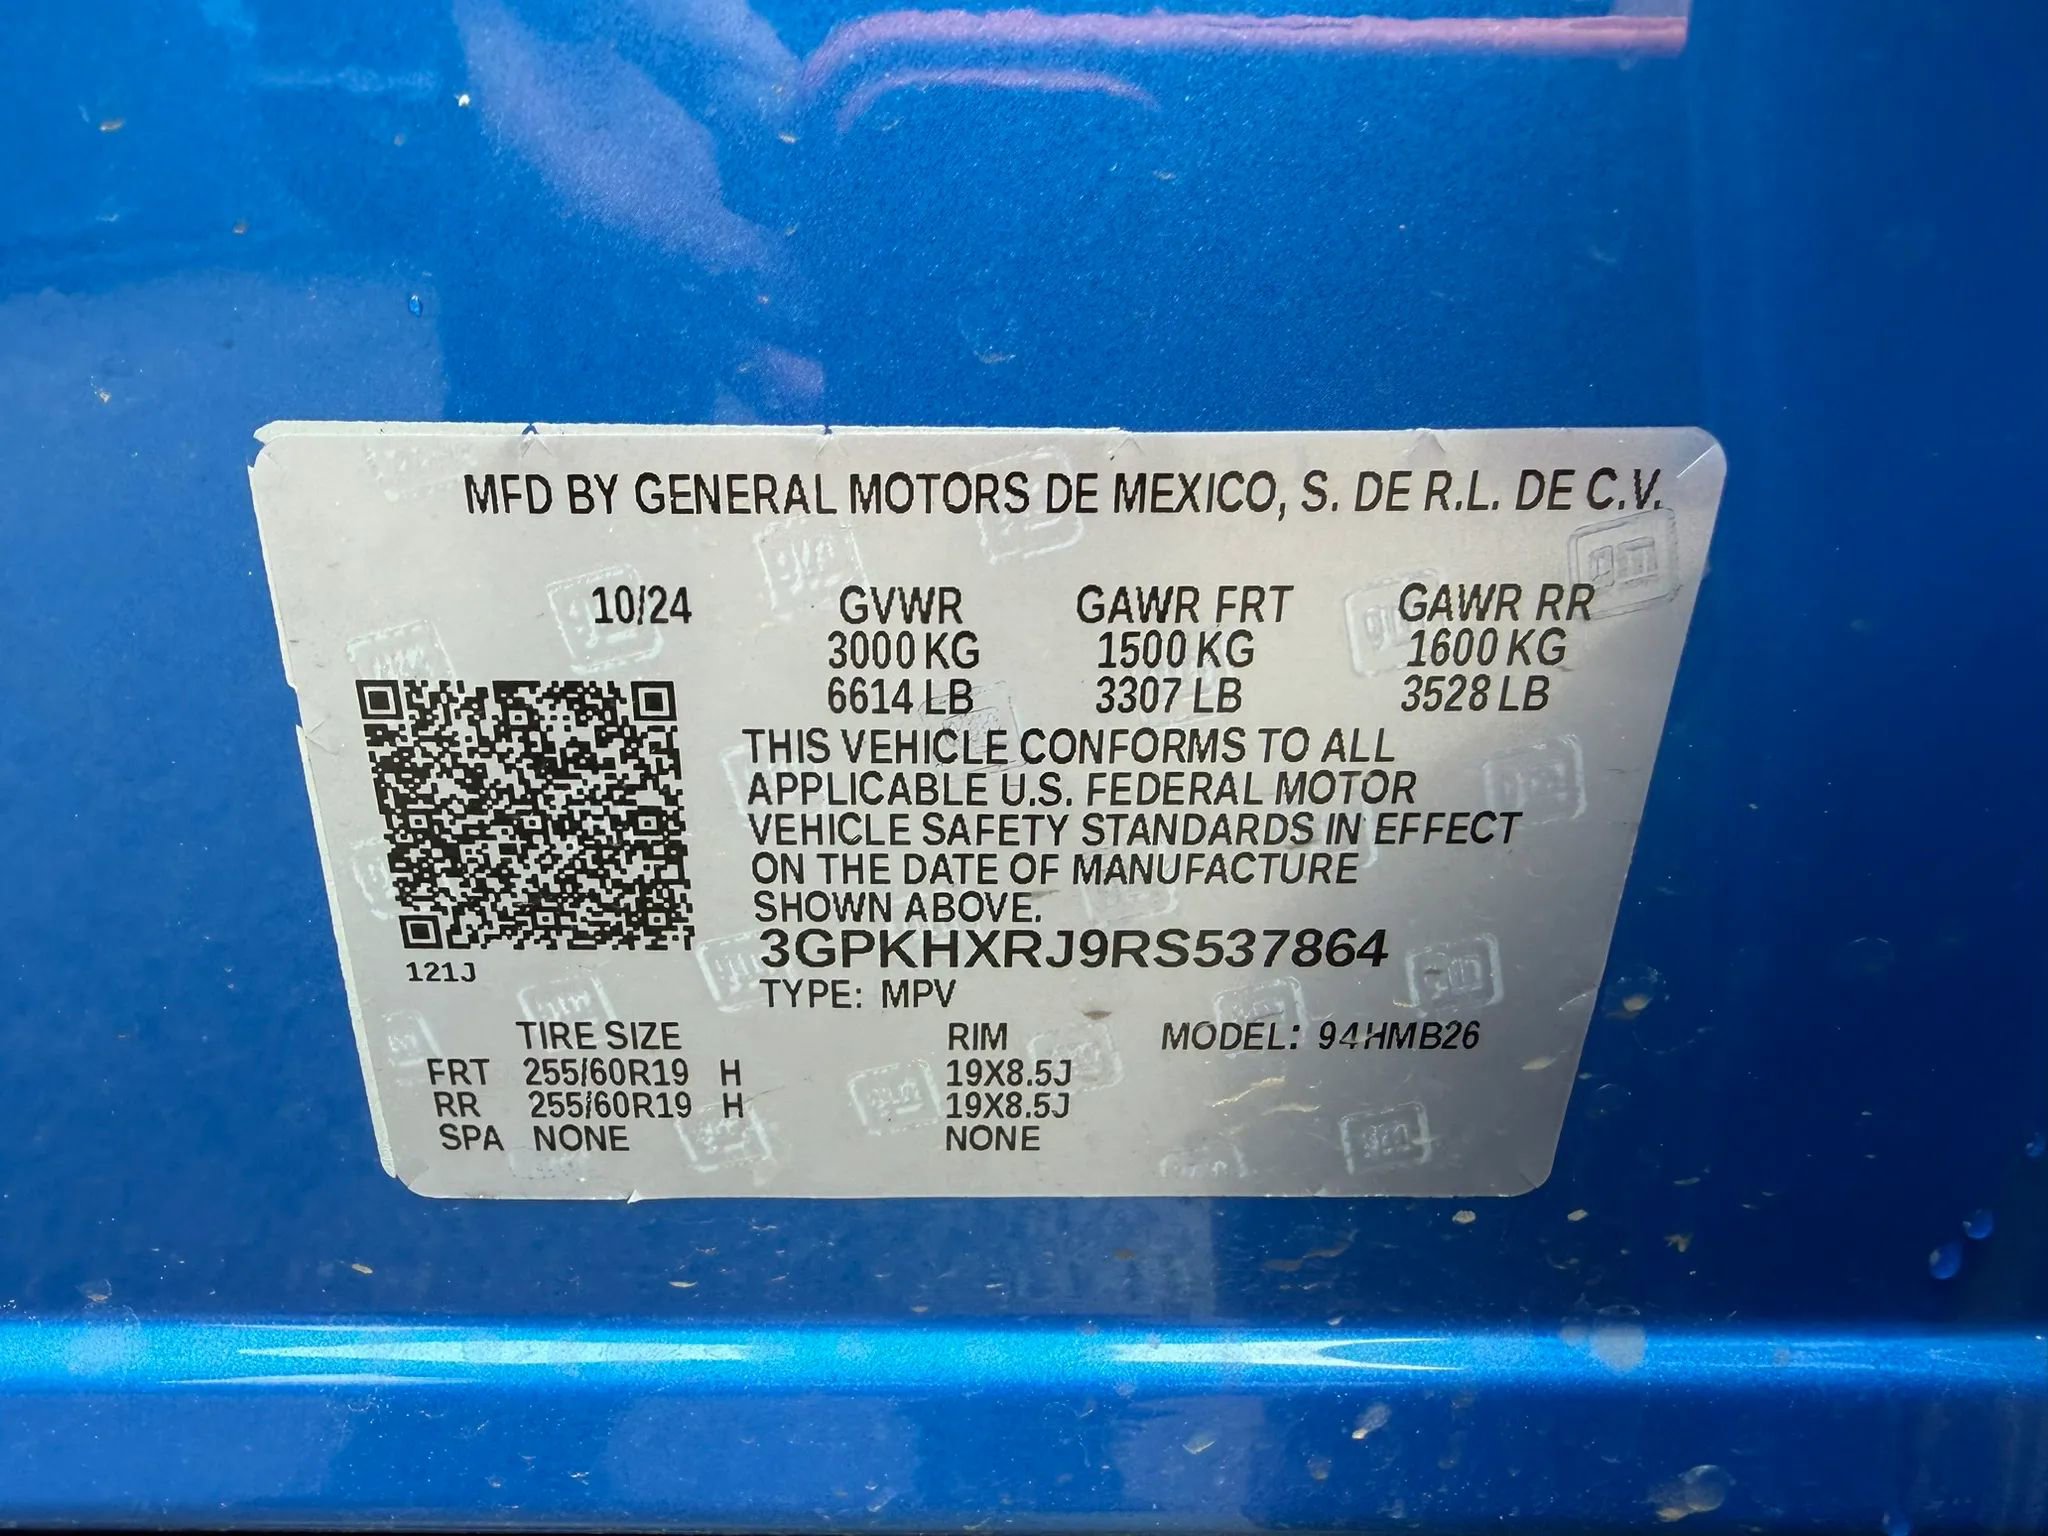 MFD BY GENERAL MOTORS DE MEXICO, S. DE R.L. DE C.V.
10/24 GVWR GAWR FRT GAWR RR
3000 KG 1500 KG 1600 KG
6614 LB 3307 LB 3528 LB
THIS VEHICLE CONFORMS TO ALL
APPLICABLE U.S. FEDERAL MOTOR
VEHICLE SAFETY STANDARDS IN EFFECT
ON THE DATE OF MANUFACTURE
SHOWN ABOVE.
3GPKHXRJ9RS537864
121J
TYPE: MPV
TIRE SIZE RIM MODEL: 94HMB26
FRT 255/60R19 H 19X8.5J
RR 255/60R19 H 19X8.5J
SPA NONE NONE